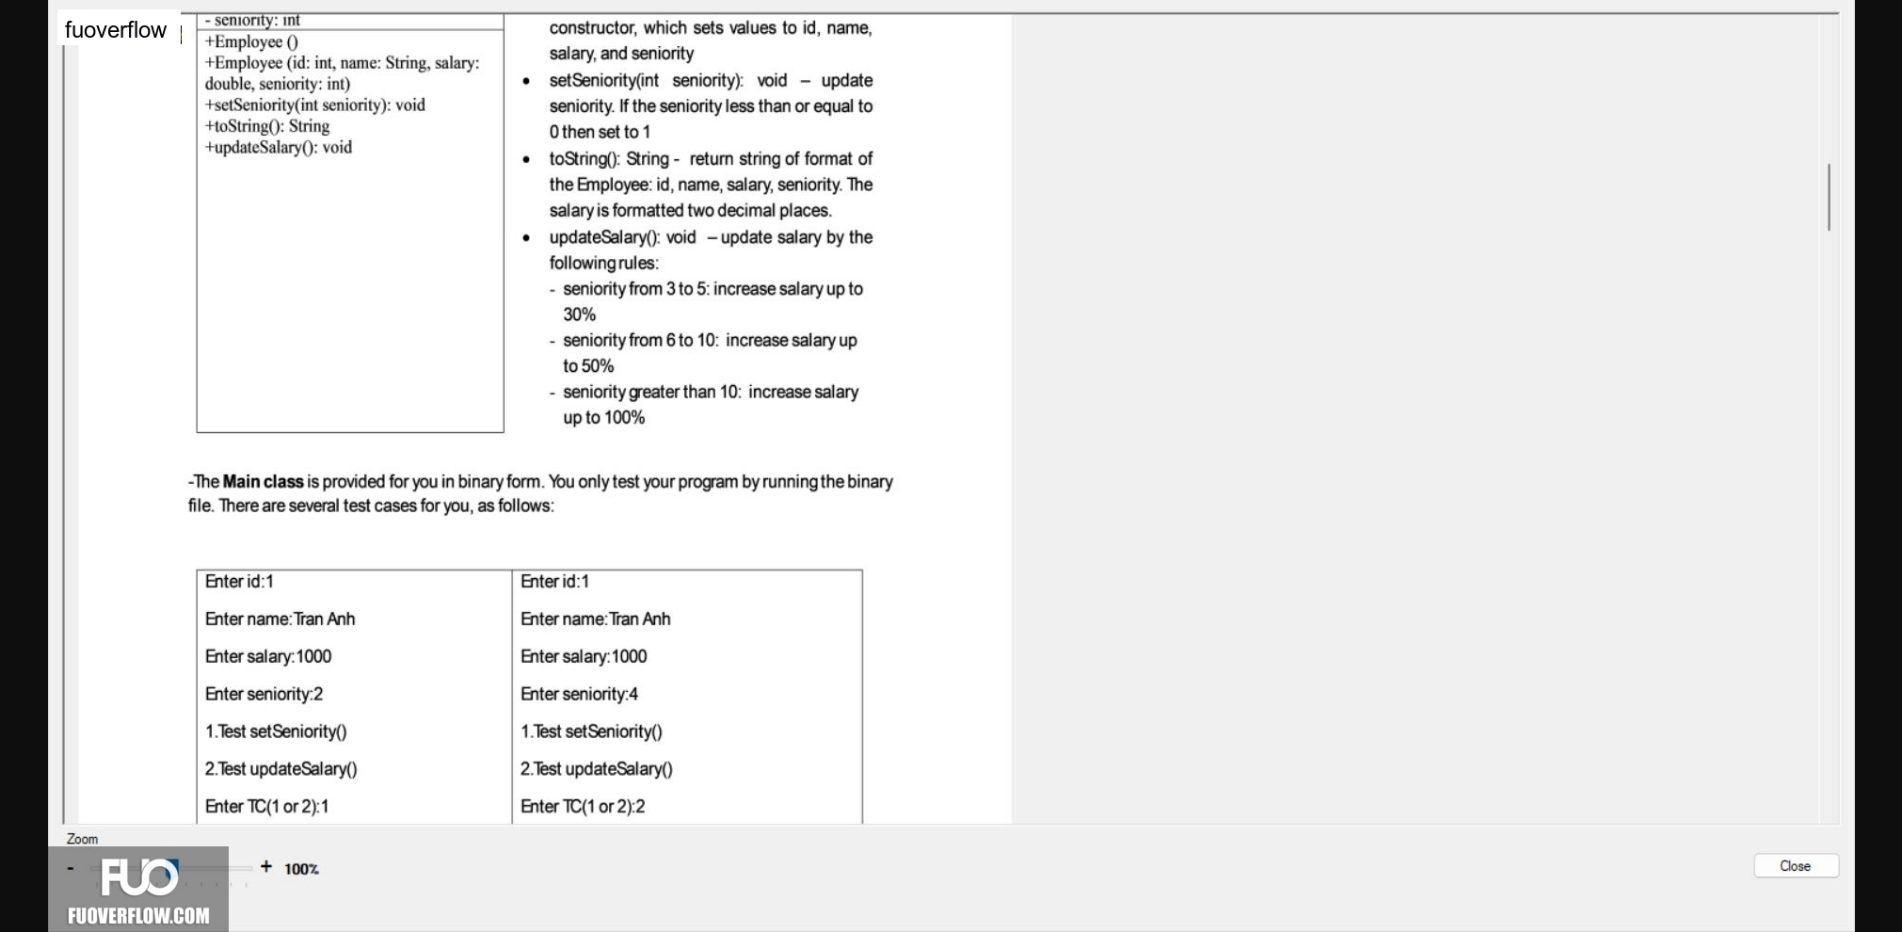 fuoverflow
- seniority: int
+Employee ()
+Employee (id: int, name: String, salary:
double, seniority: int)
+setSeniority(int seniority): void
+toString(): String
+updateSalary(): void
constructor, which sets values to id, name,
salary, and seniority
• setSeniority(int seniority): void – update
seniority. If the seniority less than or equal to
0 then set to 1
• toString(): String - return string of format of
the Employee: id, name, salary, seniority. The
salary is formatted two decimal places.
• updateSalary(): void – update salary by the
following rules:
- seniority from 3 to 5: increase salary up to
30%
- seniority from 6 to 10: increase salary up
to 50%
- seniority greater than 10: increase salary
up to 100%
-The Main class is provided for you in binary form. You only test your program by running the binary
file. There are several test cases for you, as follows:
Enter id:1
Enter name:Tran Anh
Enter salary:1000
Enter seniority:2
1.Test setSeniority()
2.Test updateSalary()
Enter TC(1 or 2):1
Enter id:1
Enter name:Tran Anh
Enter salary:1000
Enter seniority:4
1.Test setSeniority()
2.Test updateSalary()
Enter TC(1 or 2):2
Zoom
- + 100%
Close
FUO
FUOVERFLOW.COM